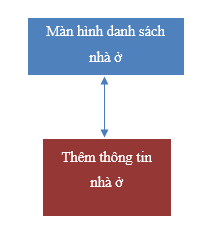 Màn hình danh sách
nhà ở
Thêm thông tin
nhà ở